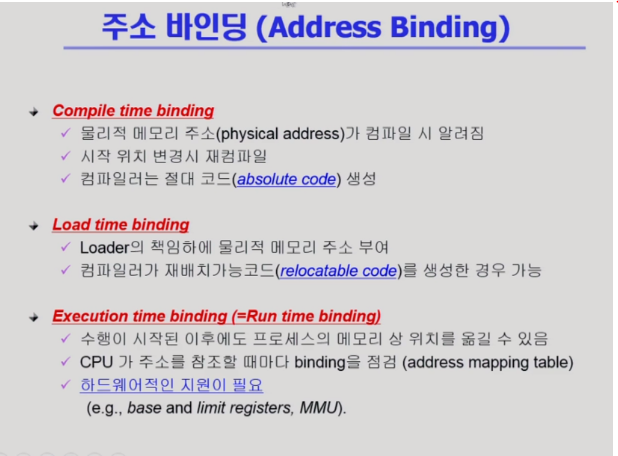 주소 바인딩 (Address Binding)
Compile time binding
물리적 메모리 주소(physical address)가 컴파일 시 알려짐
시작 위치 변경시 재컴파일
컴파일러는 절대 코드(absolute code) 생성
Load time binding
Loader의 책임하에 물리적 메모리 주소 부여
컴파일러가 재배치가능코드(relocatable code)를 생성한 경우 가능
Execution time binding (=Run time binding)
수행이 시작된 이후에도 프로세스의 메모리 상 위치를 옮길 수 있음
CPU 가 주소를 참조할 때마다 binding을 점검 (address mapping table)
하드웨어적인 지원이 필요
(e.g., base and limit registers, MMU).